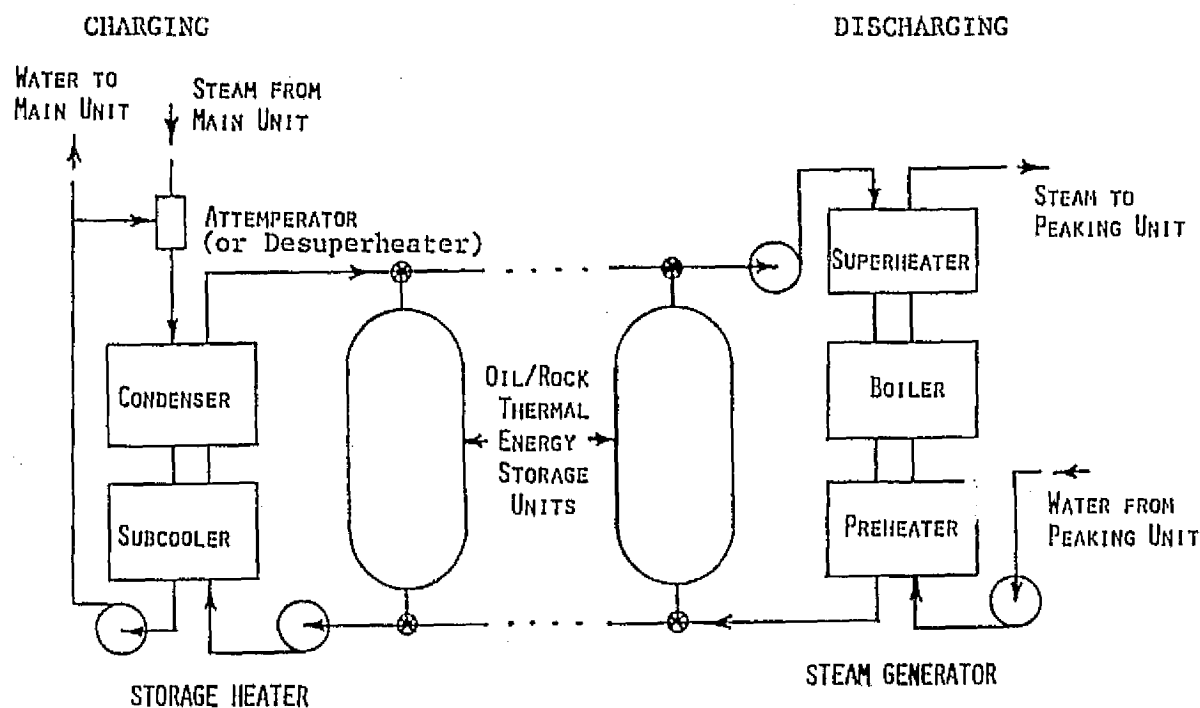 CHARGING
DISCHARGING
WATER TO
MAIN UNIT
STEAM FROM
MAIN UNIT
ATTEMPERATOR
(or Desuperheater)
STEAM TO
PEAKING UNIT
SUPERHEATER
CONDENSER
OIL/ROCK
THERMAL
ENERGY
STORAGE
UNITS
BOILER
SUBCOOLER
PREHEATER
WATER FROM
PEAKING UNIT
STORAGE HEATER
STEAM GENERATOR